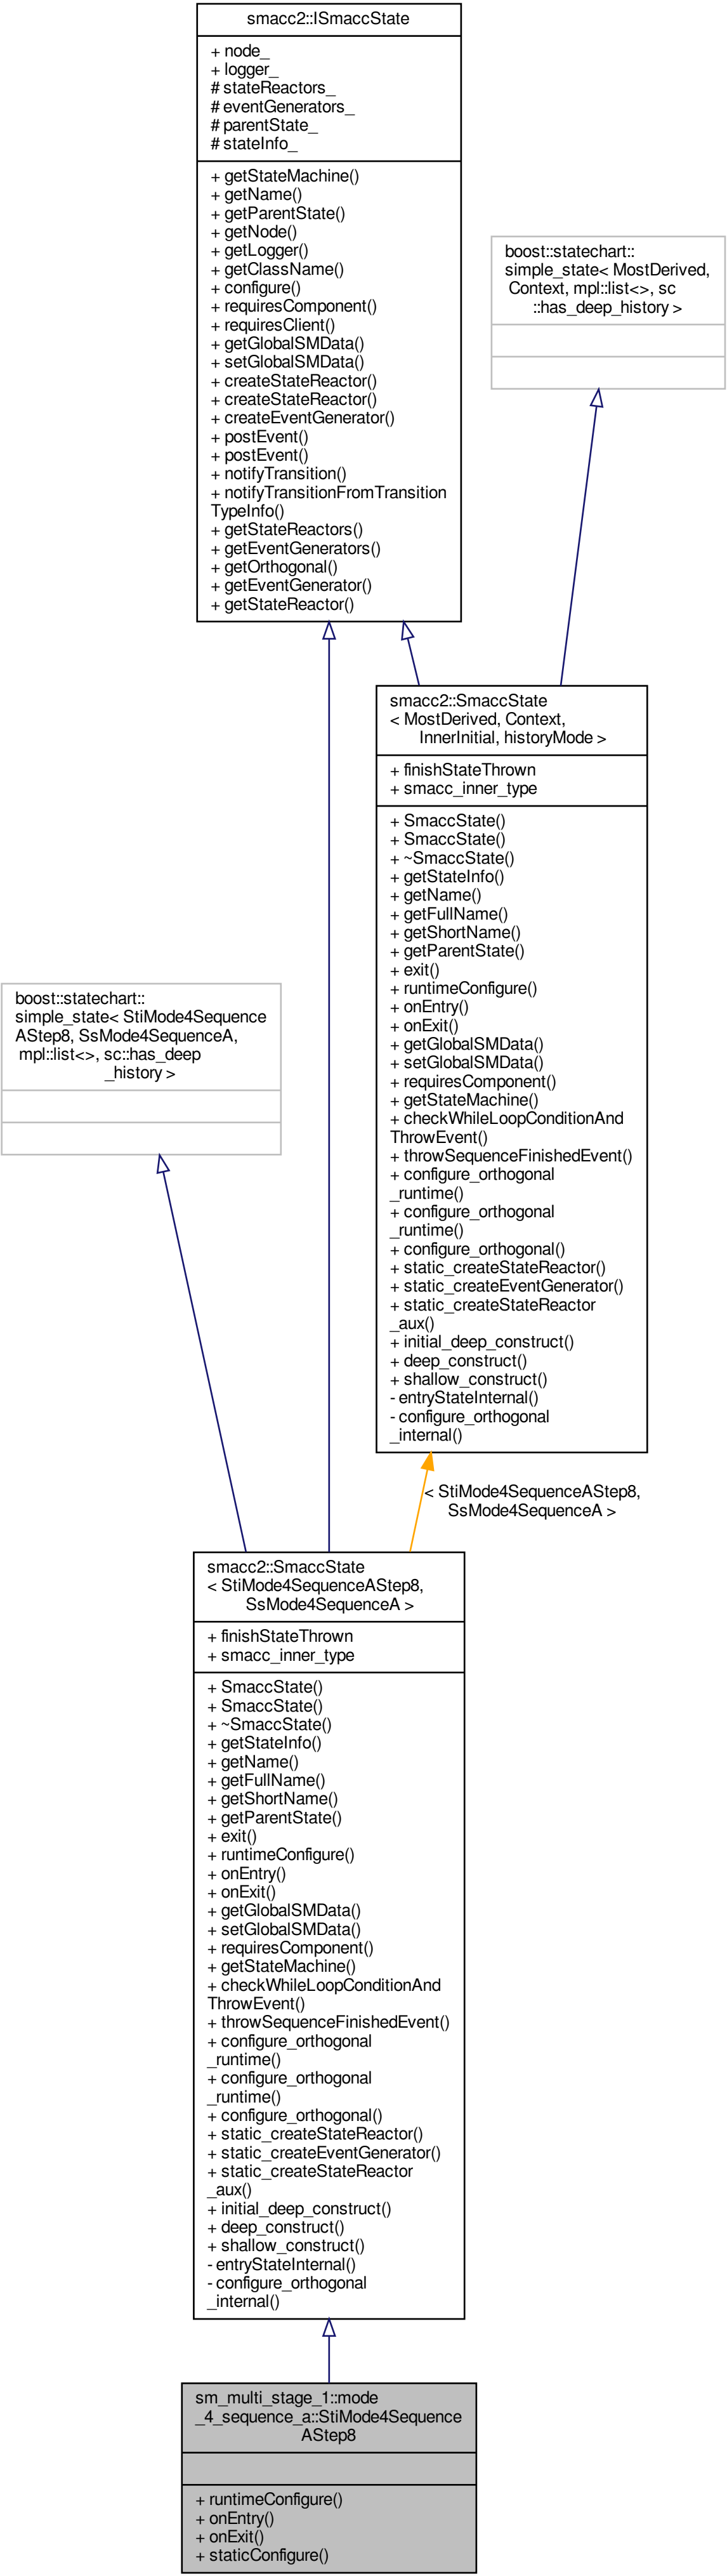 smacc2::ISmaccState
+ node_
+ logger_
# stateReactors_
# eventGenerators_
# parentState_
# stateInfo_
+ getStateMachine()
+ getName()
+ getParentState()
+ getNode()
+ getLogger()
+ getClassName()
+ configure()
+ requiresComponent()
+ requiresClient()
+ getGlobalSMData()
+ setGlobalSMData()
+ createStateReactor()
+ createStateReactor()
+ createEventGenerator()
+ postEvent()
+ postEvent()
+ notifyTransition()
+ notifyTransitionFromTransition
TypeInfo()
+ getStateReactors()
+ getEventGenerators()
+ getOrthogonal()
+ getEventGenerator()
+ getStateReactor()
boost::statechart::
simple_state< MostDerived,
Context, mpl::list<>, sc
::has_deep_history >
smacc2::SmaccState
< MostDerived, Context,
InnerInitial, historyMode >
+ finishStateThrown
+ smacc_inner_type
+ SmaccState()
+ SmaccState()
+ ~SmaccState()
+ getStateInfo()
+ getName()
+ getFullName()
+ getShortName()
+ getParentState()
+ exit()
+ runtimeConfigure()
+ onEntry()
+ onExit()
+ getGlobalSMData()
+ setGlobalSMData()
+ requiresComponent()
+ getStateMachine()
+ checkWhileLoopConditionAnd
ThrowEvent()
+ throwSequenceFinishedEvent()
+ configure_orthogonal
_runtime()
+ configure_orthogonal
_runtime()
+ configure_orthogonal()
+ static_createStateReactor()
+ static_createEventGenerator()
+ static_createStateReactor
_aux()
+ initial_deep_construct()
+ deep_construct()
+ shallow_construct()
- entryStateInternal()
- configure_orthogonal
_internal()
boost::statechart::
simple_state< StiMode4Sequence
AStep8, SsMode4SequenceA,
mpl::list<>, sc::has_deep
_history >
< StiMode4SequenceAStep8,
SsMode4SequenceA >
smacc2::SmaccState
< StiMode4SequenceAStep8,
SsMode4SequenceA >
+ finishStateThrown
+ smacc_inner_type
+ SmaccState()
+ SmaccState()
+ ~SmaccState()
+ getStateInfo()
+ getName()
+ getFullName()
+ getShortName()
+ getParentState()
+ exit()
+ runtimeConfigure()
+ onEntry()
+ onExit()
+ getGlobalSMData()
+ setGlobalSMData()
+ requiresComponent()
+ getStateMachine()
+ checkWhileLoopConditionAnd
ThrowEvent()
+ throwSequenceFinishedEvent()
+ configure_orthogonal
_runtime()
+ configure_orthogonal
_runtime()
+ configure_orthogonal()
+ static_createStateReactor()
+ static_createEventGenerator()
+ static_createStateReactor
_aux()
+ initial_deep_construct()
+ deep_construct()
+ shallow_construct()
- entryStateInternal()
- configure_orthogonal
_internal()
sm_multi_stage_1::mode
_4_sequence_a::StiMode4Sequence
AStep8
+ runtimeConfigure()
+ onEntry()
+ onExit()
+ staticConfigure()